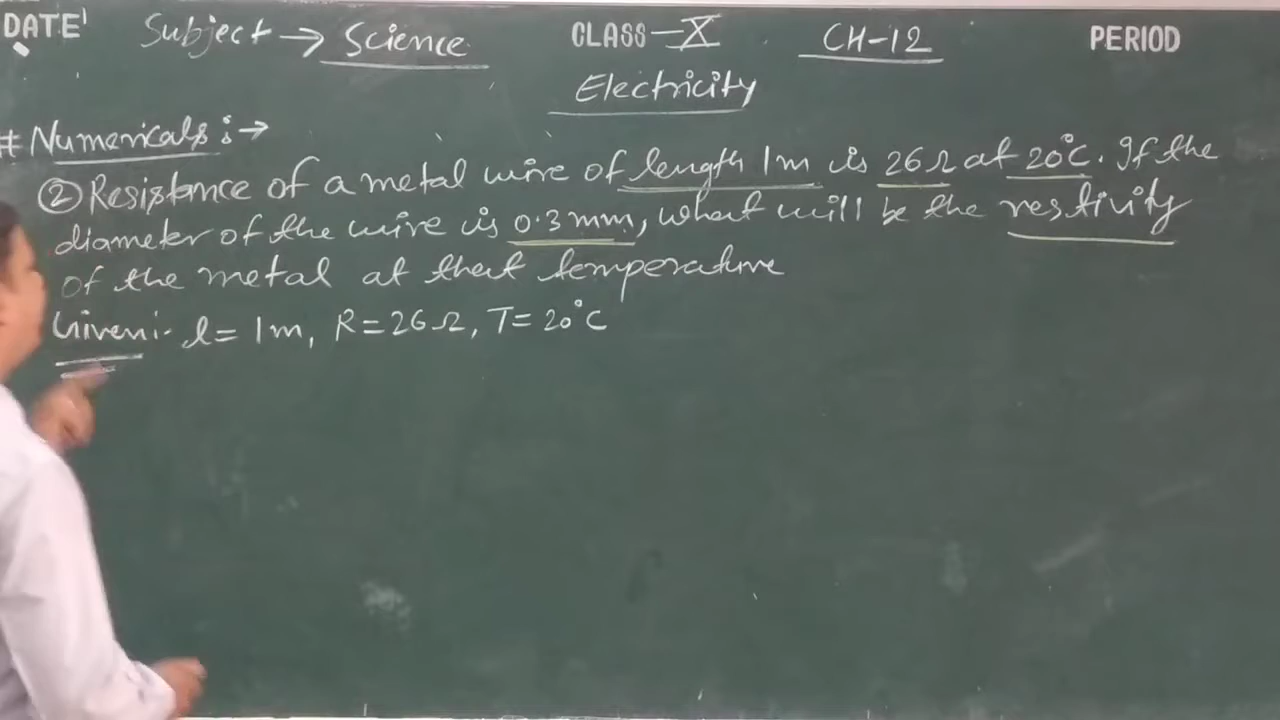 DATE Subject → Science CLASS-X CH-12 PERIOD
Electricity
# Numericals :→
② Resistance of a metal wire of length 1m is 26Ω at 20°C. If the
diameter of the wire is 0.3mm, what will be the restivity
of the metal at that temperature
Given:- l= 1m, R=26Ω, T=20°C